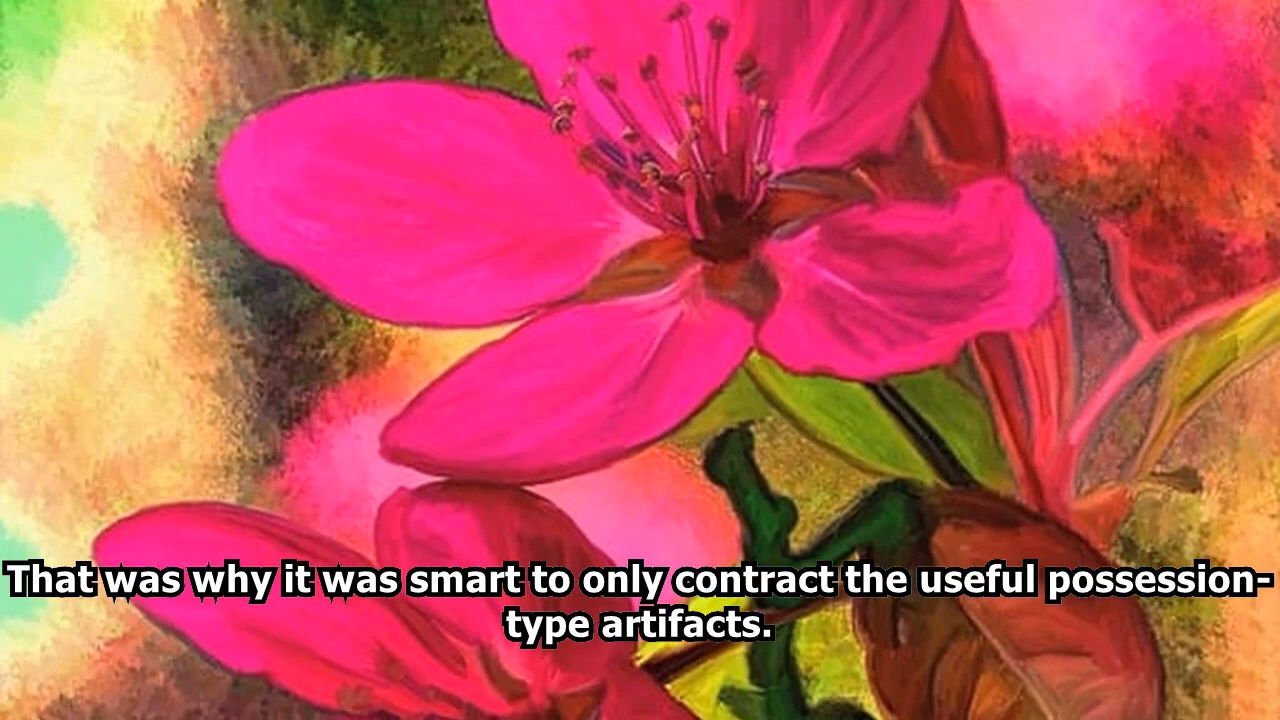 That was why it was smart to only contract the useful possession-
type artifacts.